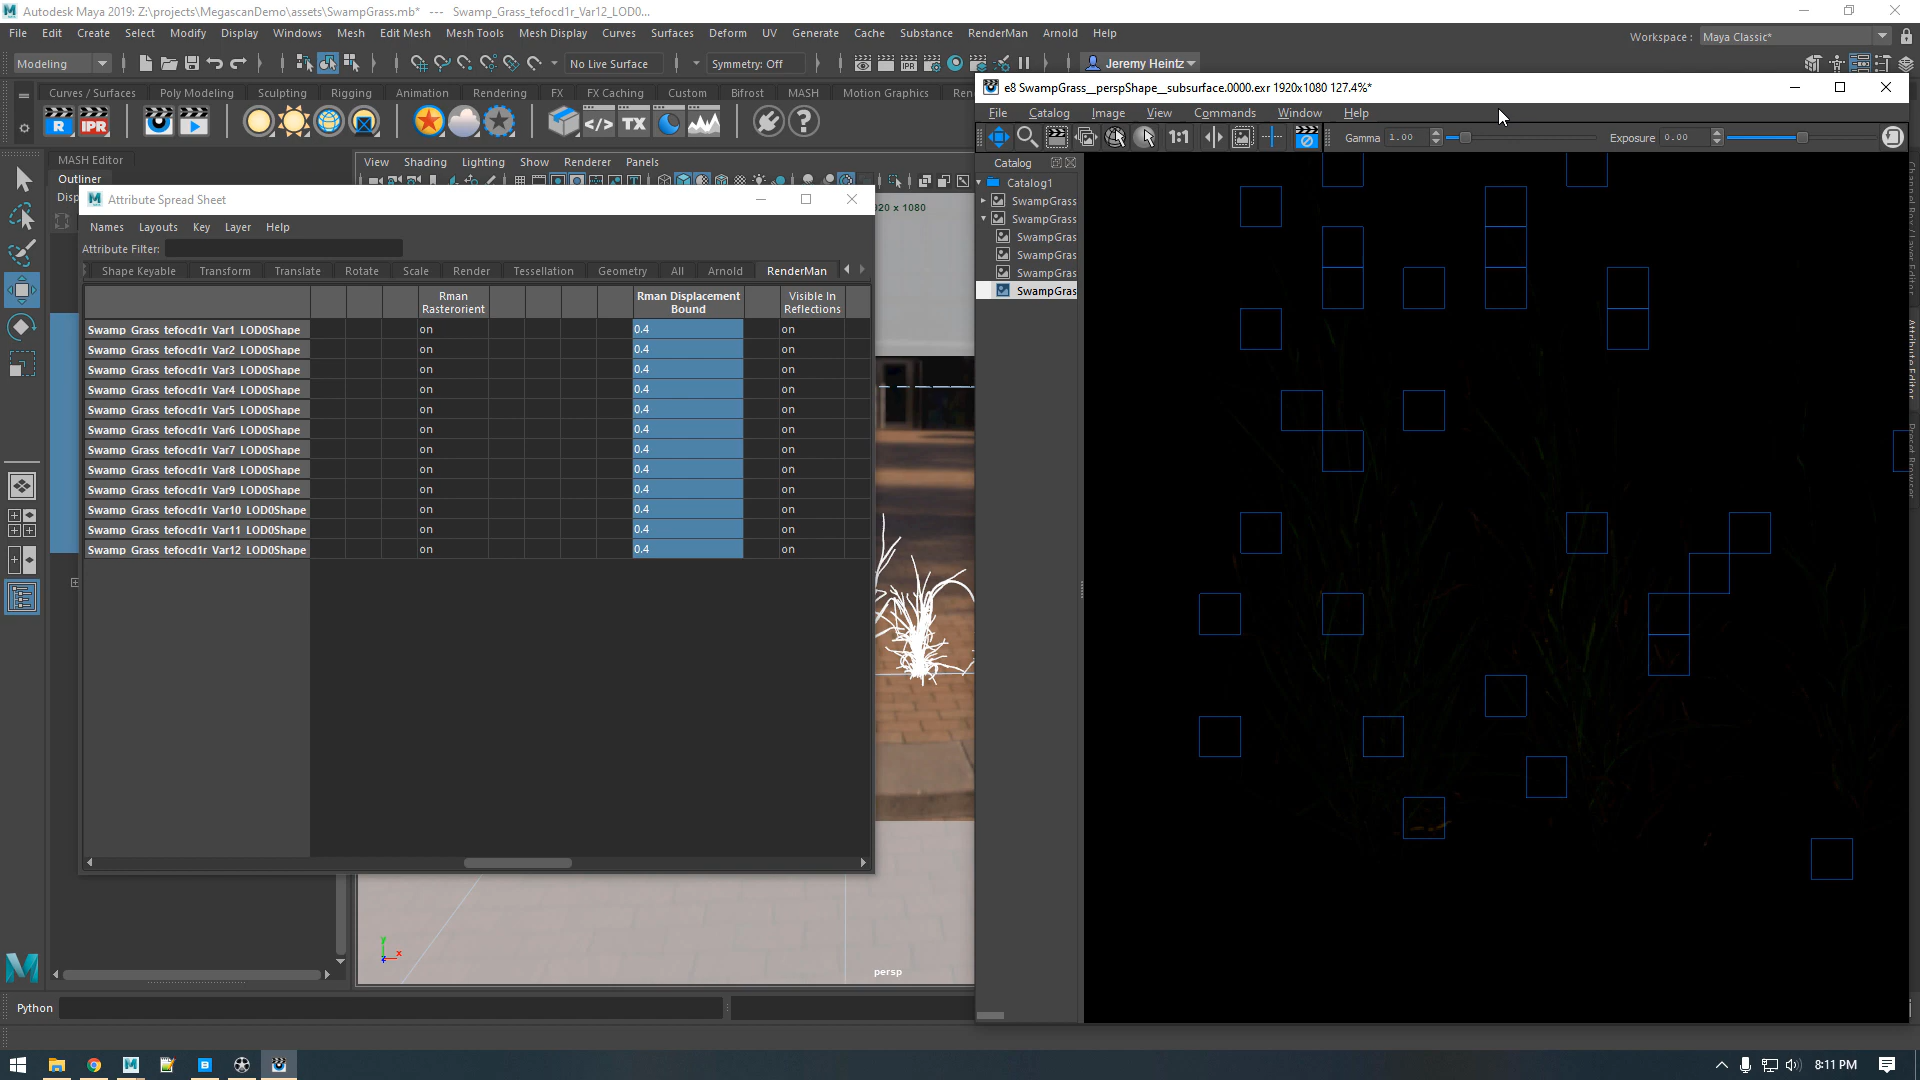 Autodesk Maya 2019: Z:\projects\MegascanDemo\assets\SwampGrass.mb* --- Swamp_Grass_tefocd1r_Var12_LOD0...
File Edit Create Select Modify Display Windows Mesh Edit Mesh Mesh Tools Mesh Display Curves Surfaces Deform UV Generate Cache Substance RenderMan Arnold Help
Workspace : Maya Classic*
Modeling No Live Surface Symmetry: Off Jeremy Heintz
Curves / Surfaces Poly Modeling Sculpting Rigging Animation Rendering FX FX Caching Custom Bifrost MASH Motion Graphics
R IPR TX
MASH Editor
Outliner
View Shading Lighting Show Renderer Panels
Attribute Spread Sheet
Names Layouts Key Layer Help
Attribute Filter:
Shape Keyable Transform Translate Rotate Scale Render Tessellation Geometry All Arnold RenderMan
Rman Rasterorient
Rman Displacement Bound
Visible In Reflections
Swamp_Grass_tefocd1r_Var1_LOD0Shape on 0.4 on
Swamp_Grass_tefocd1r_Var2_LOD0Shape on 0.4 on
Swamp_Grass_tefocd1r_Var3_LOD0Shape on 0.4 on
Swamp_Grass_tefocd1r_Var4_LOD0Shape on 0.4 on
Swamp_Grass_tefocd1r_Var5_LOD0Shape on 0.4 on
Swamp_Grass_tefocd1r_Var6_LOD0Shape on 0.4 on
Swamp_Grass_tefocd1r_Var7_LOD0Shape on 0.4 on
Swamp_Grass_tefocd1r_Var8_LOD0Shape on 0.4 on
Swamp_Grass_tefocd1r_Var9_LOD0Shape on 0.4 on
Swamp_Grass_tefocd1r_Var10_LOD0Shape on 0.4 on
Swamp_Grass_tefocd1r_Var11_LOD0Shape on 0.4 on
Swamp_Grass_tefocd1r_Var12_LOD0Shape on 0.4 on
20 x 1080
e8 SwampGrass__perspShape__subsurface.0000.exr 1920x1080 127.4%*
File Catalog Image View Commands Window Help
1:1 Gamma 1.00 Exposure 0.00
Catalog
Catalog1
SwampGrass
SwampGrass
SwampGras
SwampGras
SwampGras
SwampGras
Attribute Editor
y
x
z
persp
Python
8:11 PM